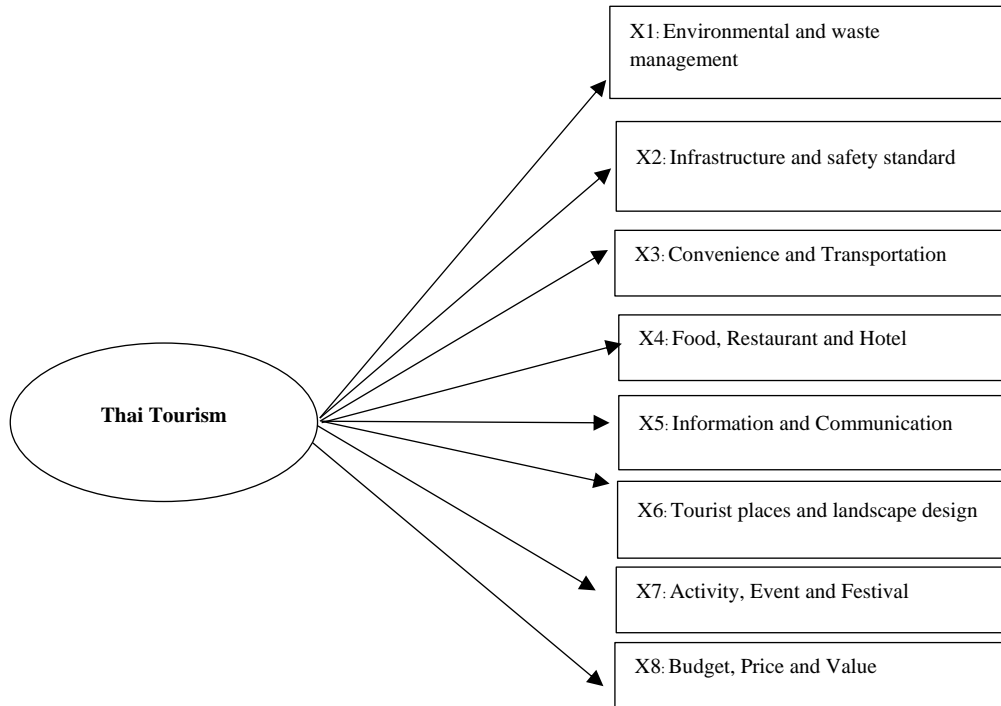 X1: Environmental and waste
management
X2: Infrastructure and safety standard
X3: Convenience and Transportation
X4: Food, Restaurant and Hotel
Thai Tourism
X5: Information and Communication
X6: Tourist places and landscape design
X7: Activity, Event and Festival
X8: Budget, Price and Value